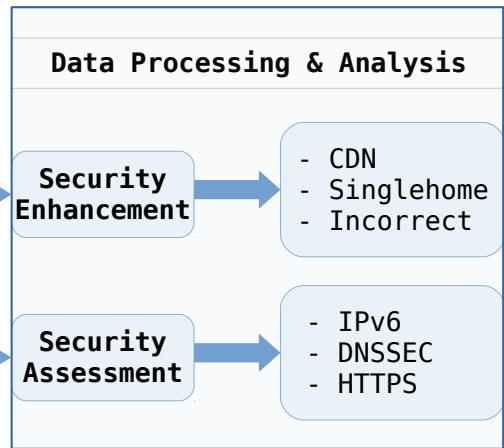 Data Processing & Analysis
Security
Enhancement
- CDN
- Singlehome
- Incorrect
Security
Assessment
- IPv6
- DNSSEC
- HTTPS